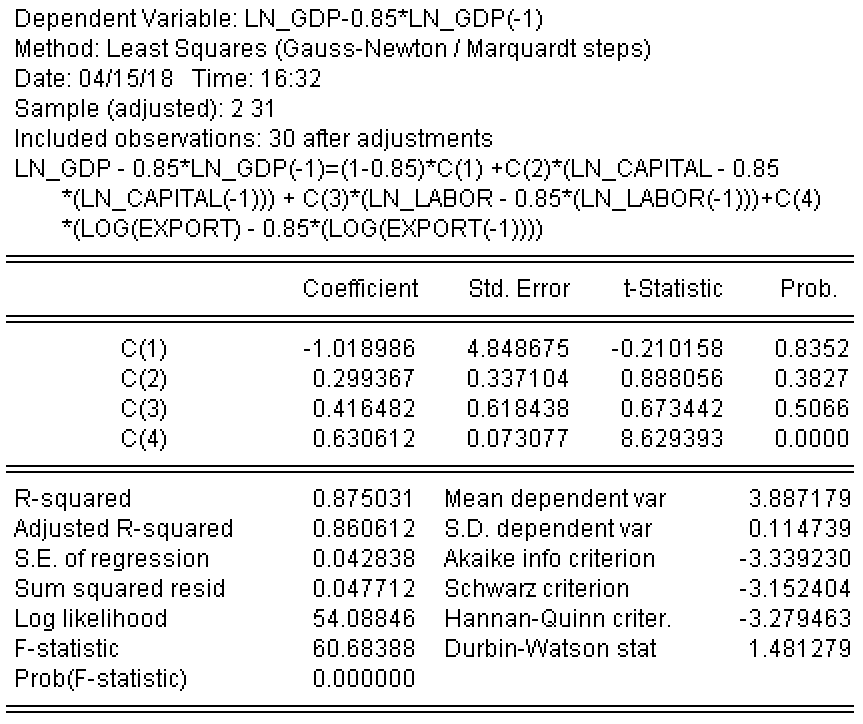 Dependent Variable: LN_GDP-0.85*LN_GDP(-1)
Method: Least Squares (Gauss-Newton / Marquardt steps)
Date: 04/15/18 Time: 16:32
Sample (adjusted): 2 31
Included observations: 30 after adjustments
LN_GDP - 0.85*LN_GDP(-1)=(1-0.85)*C(1) +C(2)*(LN_CAPITAL - 0.85
*(LN_CAPITAL(-1))) + C(3)*(LN_LABOR - 0.85*(LN_LABOR(-1)))+C(4)
*(LOG(EXPORT) - 0.85*(LOG(EXPORT(-1))))
Coefficient Std. Error t-Statistic Prob.
C(1) -1.018986 4.848675 -0.210158 0.8352
C(2) 0.299367 0.337104 0.888056 0.3827
C(3) 0.416482 0.618438 0.673442 0.5066
C(4) 0.630612 0.073077 8.629393 0.0000
R-squared 0.875031 Mean dependent var 3.887179
Adjusted R-squared 0.860612 S.D. dependent var 0.114739
S.E. of regression 0.042838 Akaike info criterion -3.339230
Sum squared resid 0.047712 Schwarz criterion -3.152404
Log likelihood 54.08846 Hannan-Quinn criter. -3.279463
F-statistic 60.68388 Durbin-Watson stat 1.481279
Prob(F-statistic) 0.000000